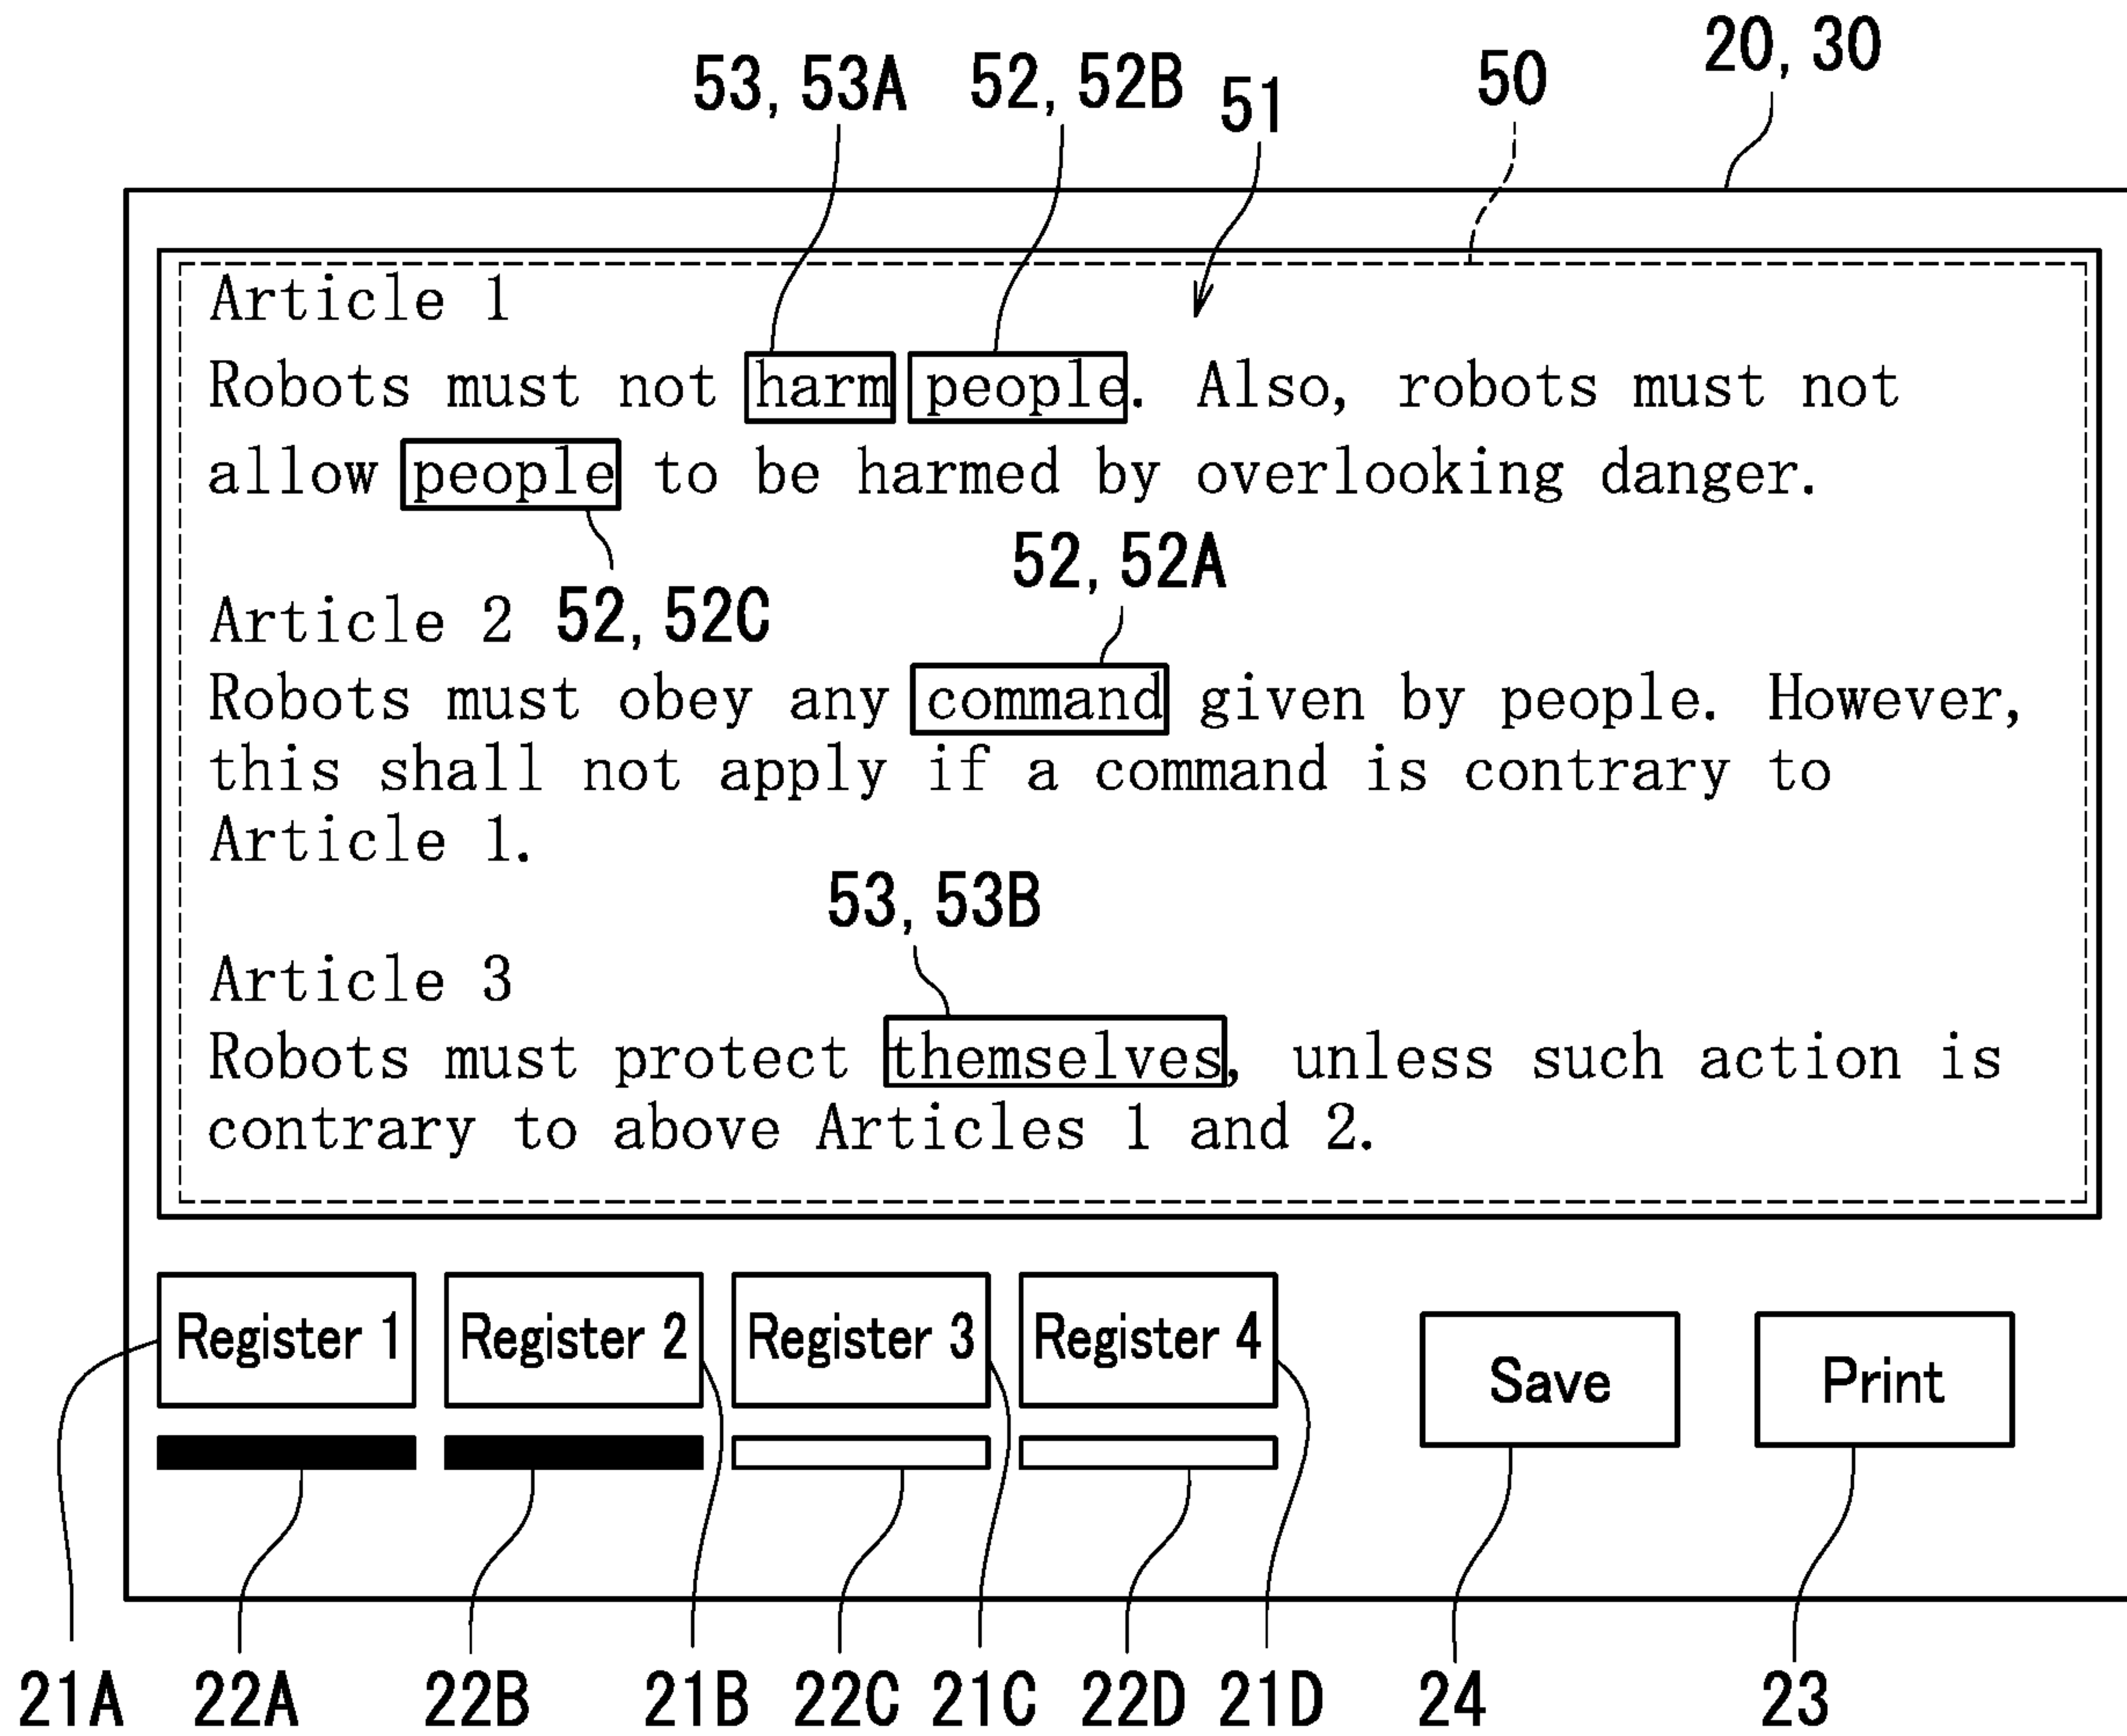 20, 30
53, 53A 52, 52B 51 50
Article 1
Robots must not harm people. Also, robots must not
allow people to be harmed by overlooking danger.
52, 52A
Article 2 52, 52C
Robots must obey any command given by people. However,
this shall not apply if a command is contrary to
Article 1.
53, 53B
Article 3
Robots must protect themselves, unless such action is
contrary to above Articles 1 and 2.
Register 1 Register 2 Register 3 Register 4 Save Print
21A 22A 22B 21B 22C 21C 22D 21D 24 23